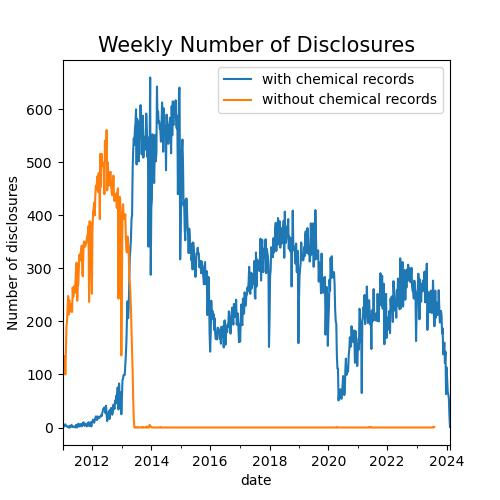 Weekly Number of Disclosures
with chemical records
without chemical records
Number of disclosures
600
500
400
300
200
100
0
2012 2014 2016 2018 2020 2022 2024
date